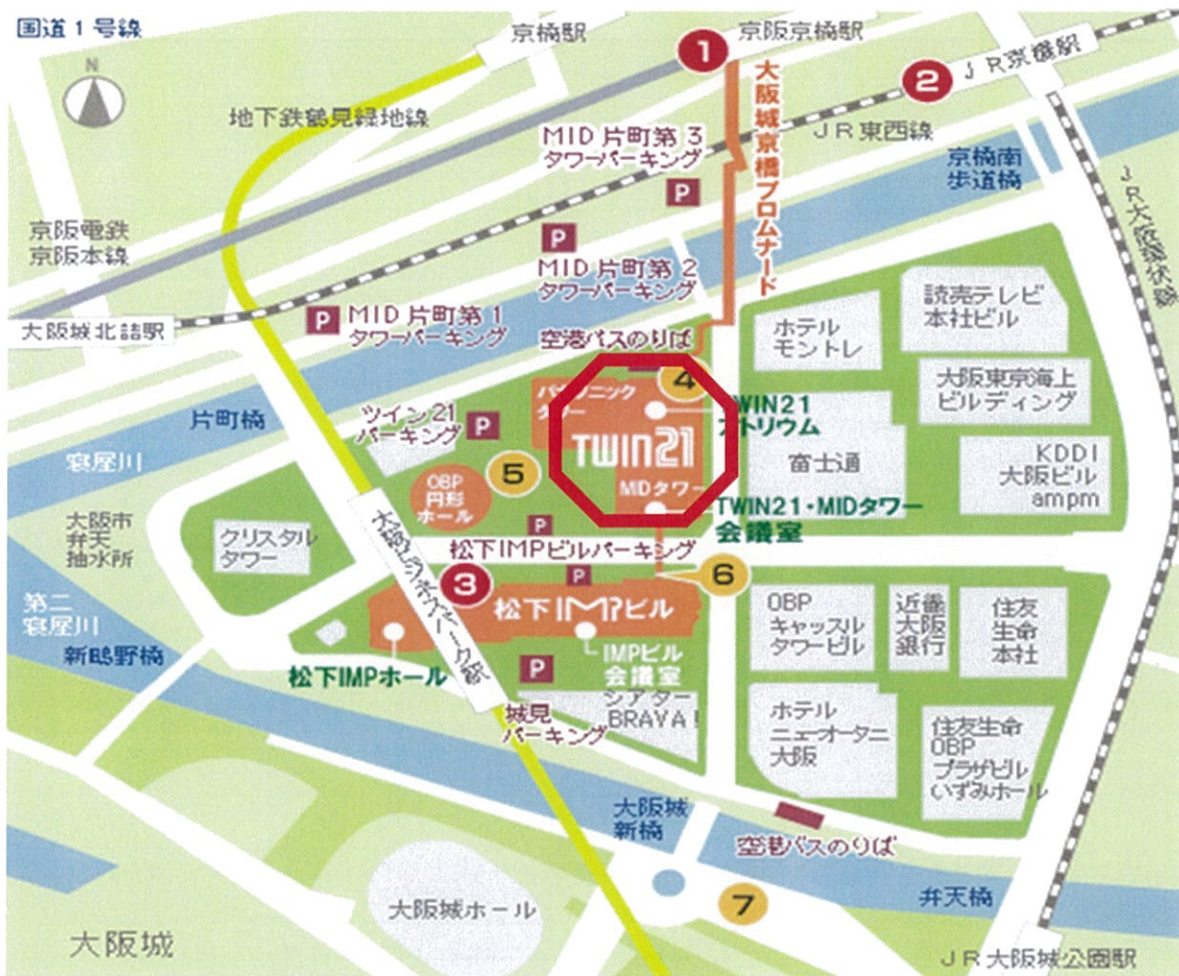 国道1号線
N
京橋駅
京阪京橋駅
1
2
JR京橋駅
地下鉄鶴見緑地線
大阪城京橋プロムナード
MID 片町第3
タワーパーキング
P
JR東西線
京橋南
歩道橋
JR大阪環状線
京阪電鉄
京阪本線
P
MID 片町第2
タワーパーキング
大阪城北詰駅
P
MID 片町第1
タワーパーキング
空港バスのりば
ホテル
モントレ
読売テレビ
本社ビル
4
パナソニック
タワー
TWIN21
アトリウム
大阪東京海上
ビルディング
片町橋
ツイン21
パーキング
P
TWIN21
富士通
KDDI
大阪ビル
ampm
寝屋川
5
OBP
円形
ホール
MIDタワー
TWIN21・MIDタワー
会議室
大阪市
弁天
抽水所
クリスタル
タワー
P
松下IMPビルパーキング
大阪ビジネスパーク駅
3
P
6
第二
寝屋川
松下IMPビル
OBP
キャッスル
タワービル
近畿
大阪
銀行
住友
生命
本社
新鴫野橋
松下IMPホール
IMPビル
会議室
P
城見
パーキング
シアター
BRAVA!
ホテル
ニューオータニ
大阪
住友生命
OBP
プラザビル
いずみホール
大阪城
新橋
空港バスのりば
大阪城ホール
7
弁天橋
大阪城
JR大阪城公園駅